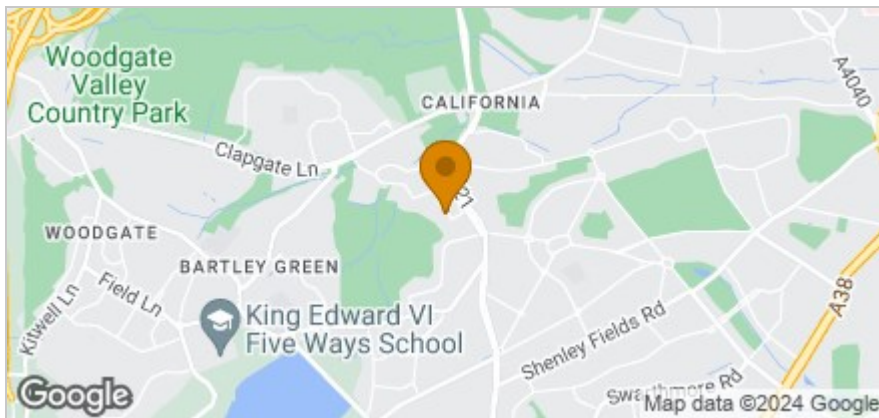 Woodgate
Valley
Country Park
CALIFORNIA
A4040
Clapgate Ln
21
WOODGATE
BARTLEY GREEN
Field Ln
Kitwell Ln
King Edward VI
Five Ways School
A38
Shenley Fields Rd
Swarthmore Rd
Google
Map data ©2024 Google